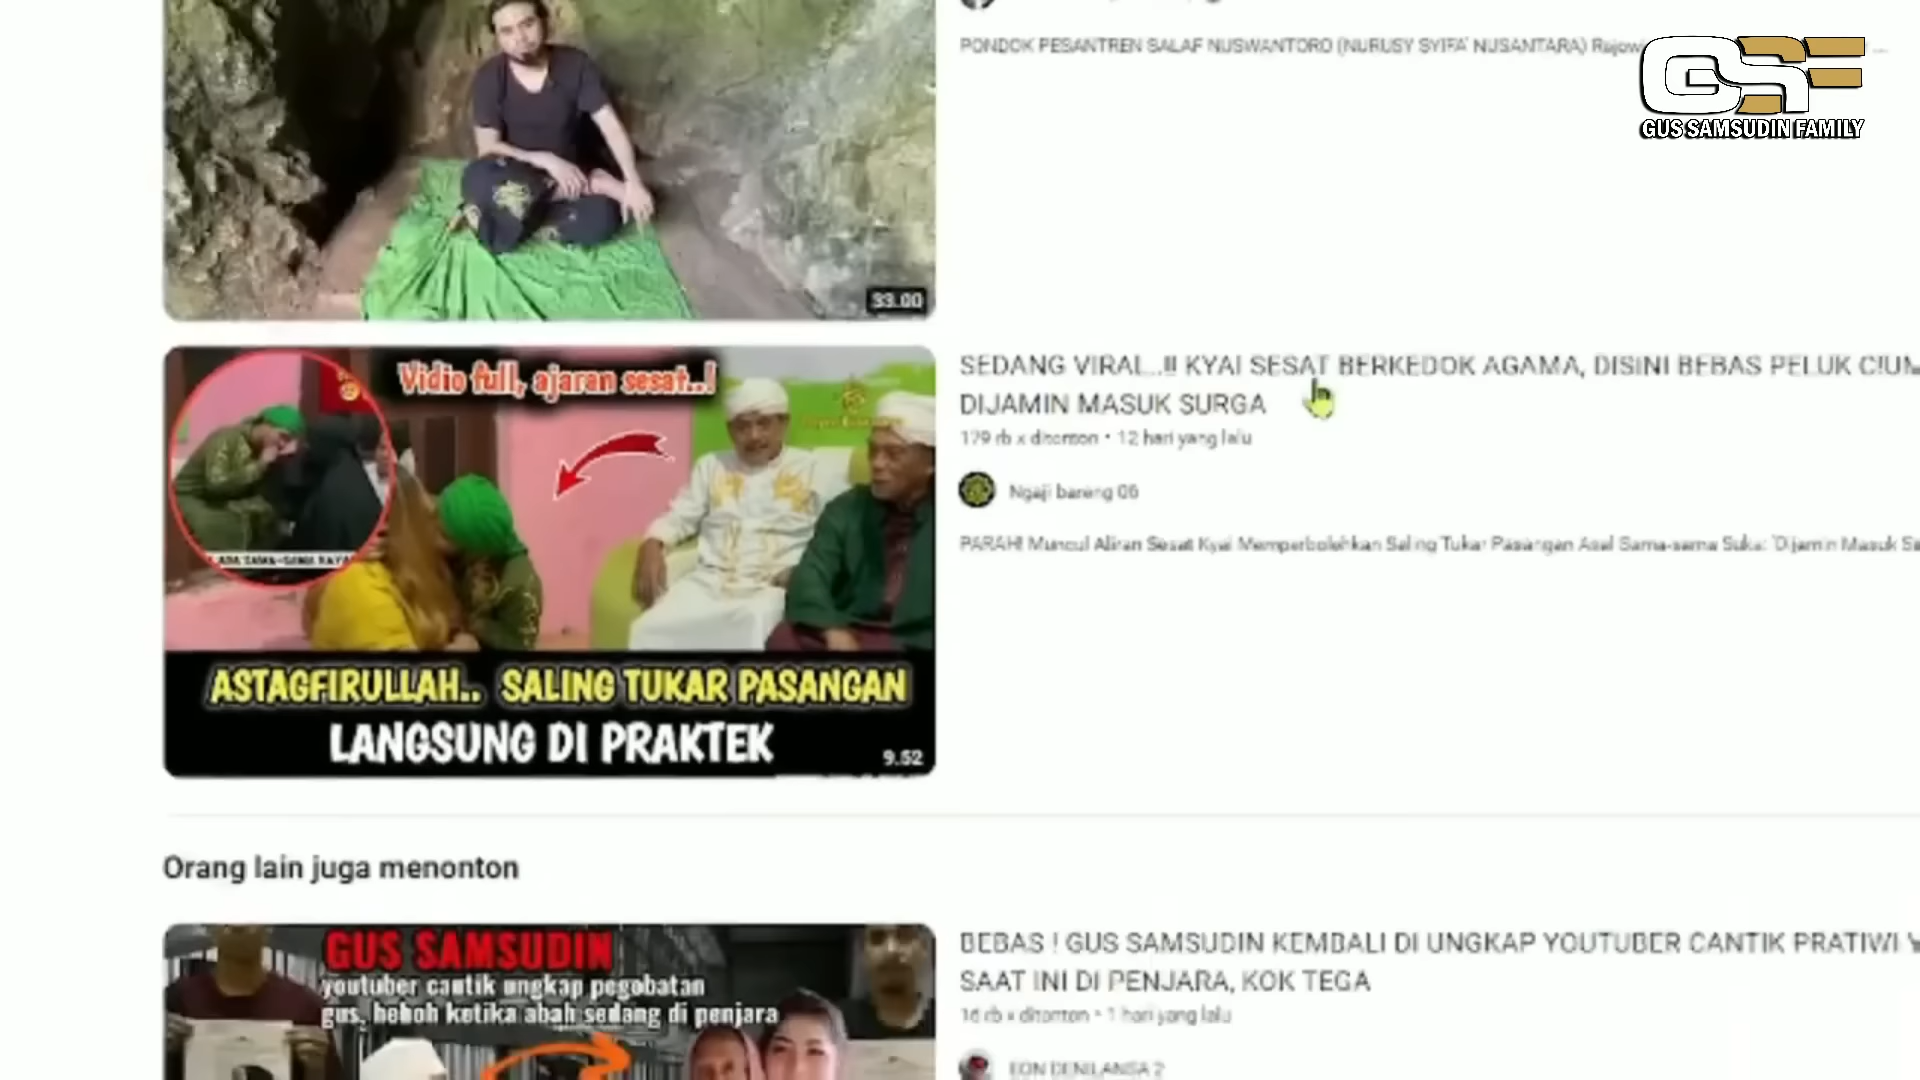 PONDOK PESANTREN SALAF NUSWANTORO (NURUSY SYIFA' NUSANTARA)
GSF
GUS SAMSUDIN FAMILY
33.00
Vidio full, ajaran sesat..!
ASTAGFIRULLAH.. SALING TUKAR PASANGAN
LANGSUNG DI PRAKTEK
9.52
SEDANG VIRAL..!! KYAI SESAT BERKEDOK AGAMA, DISINI BEBAS PELUK CIUM
DIJAMIN MASUK SURGA
179 rb x ditonton • 12 hari yang lalu
Ngaji bareng 06
PARAH! Muncul Aliran Sesat Kyai Memperbolehkan Saling Tukar Pasangan Asal Sama-sama Suka: 'Dijamin Masuk
Orang lain juga menonton
GUS SAMSUDIN
youtuber cantik ungkap pegobatan
gus, heboh ketika abah sedang di penjara
BEBAS ! GUS SAMSUDIN KEMBALI DI UNGKAP YOUTUBER CANTIK PRATIWI
SAAT INI DI PENJARA, KOK TEGA
16 rb x ditonton • 1 hari yang lalu